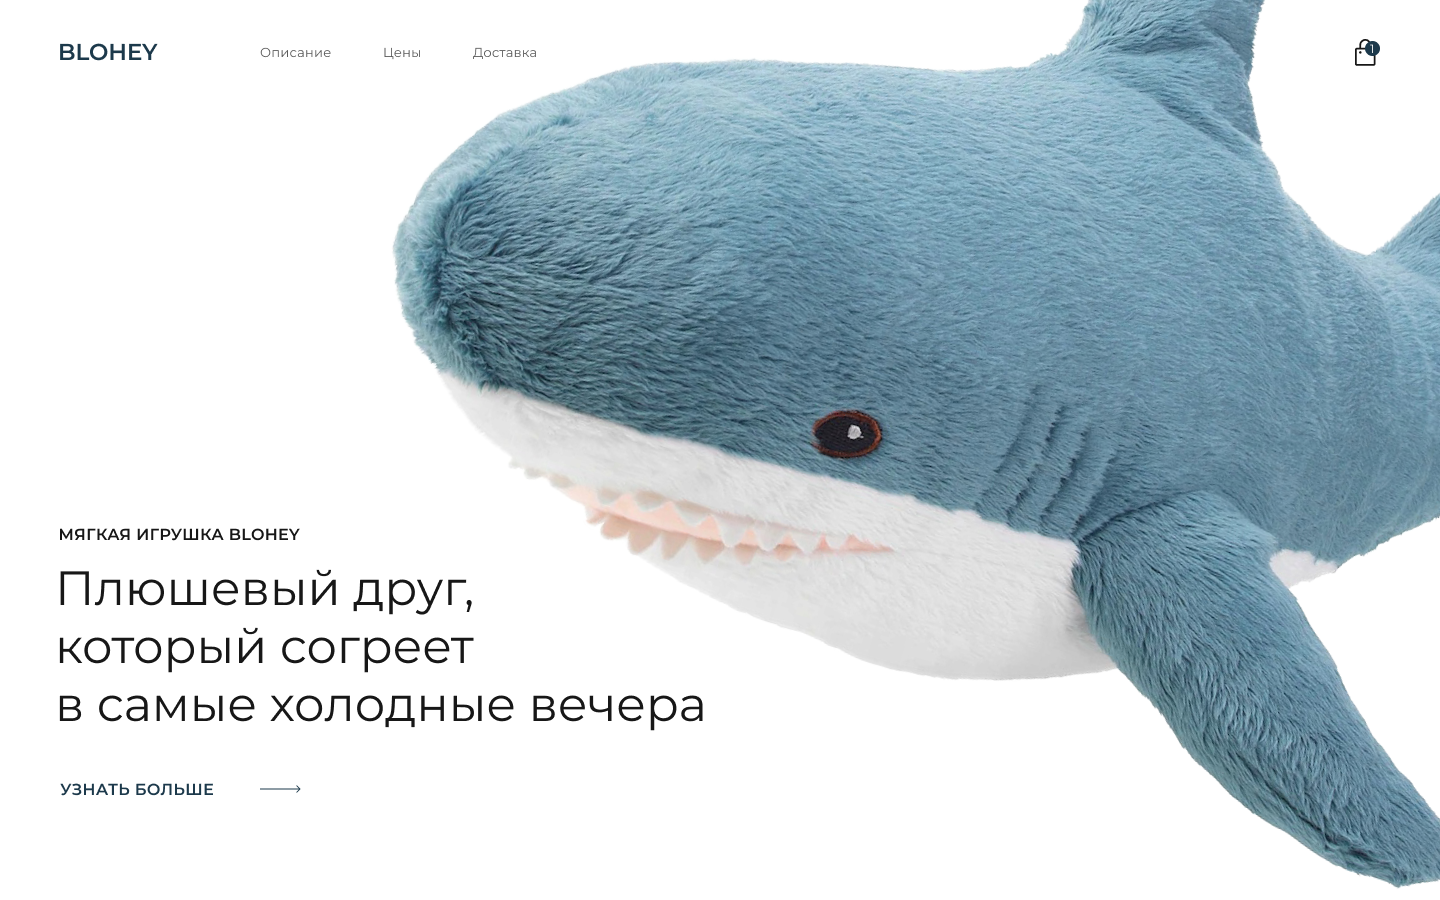 BLOHEY
Описание
Цены
Доставка
1
МЯГКАЯ ИГРУШКА BLOHEY
Плюшевый друг,
который согреет
в самые холодные вечера
УЗНАТЬ БОЛЬШЕ